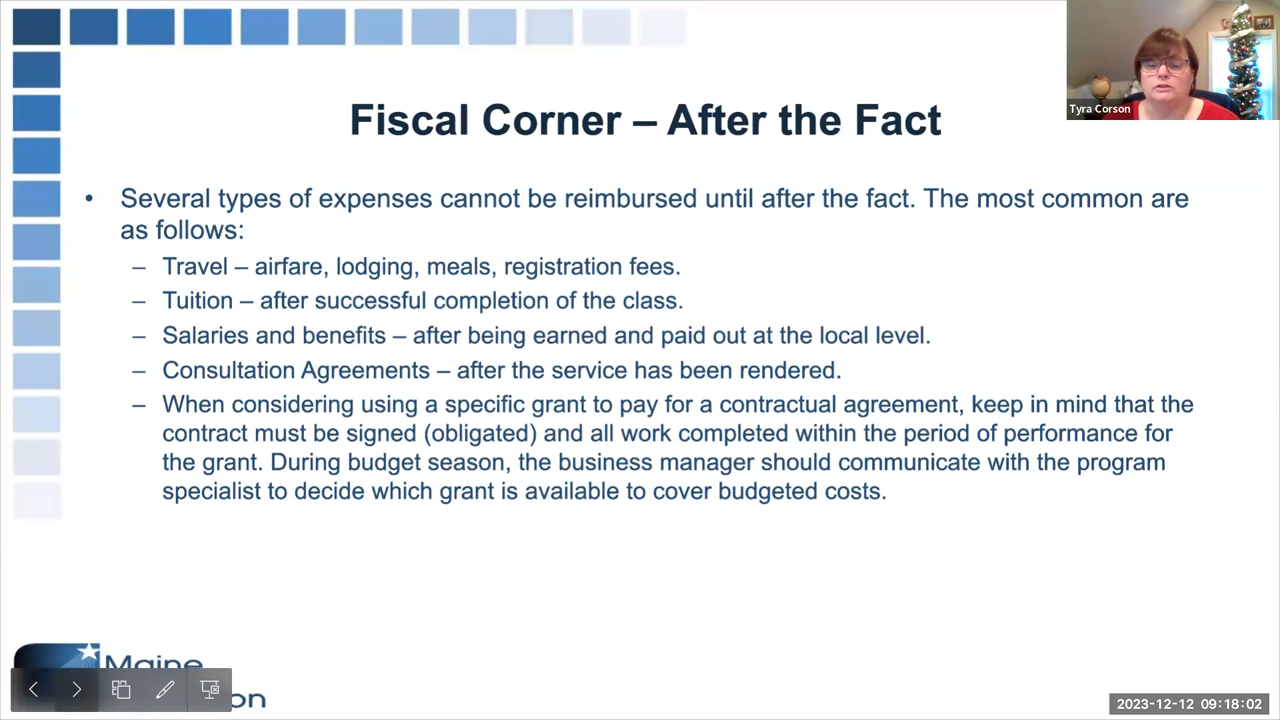 Tyra Corson
Fiscal Corner – After the Fact
• Several types of expenses cannot be reimbursed until after the fact. The most common are
as follows:
– Travel – airfare, lodging, meals, registration fees.
– Tuition – after successful completion of the class.
– Salaries and benefits – after being earned and paid out at the local level.
– Consultation Agreements – after the service has been rendered.
– When considering using a specific grant to pay for a contractual agreement, keep in mind that the
contract must be signed (obligated) and all work completed within the period of performance for
the grant. During budget season, the business manager should communicate with the program
specialist to decide which grant is available to cover budgeted costs.
Maine
on
2023-12-12 09:18:02